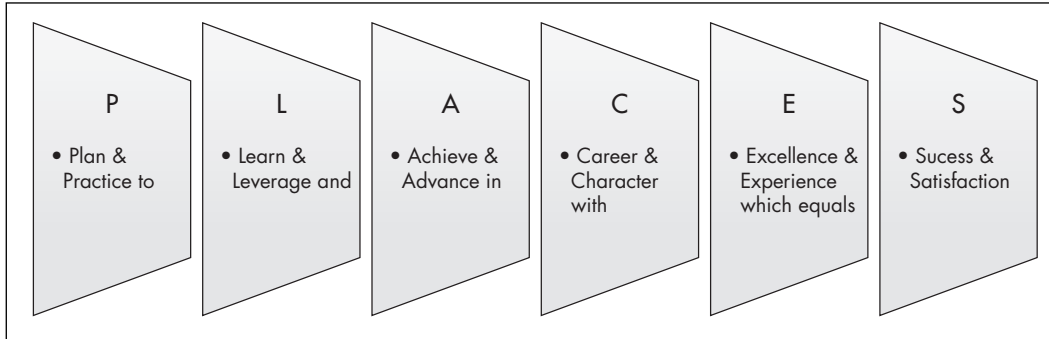 P
• Plan &
Practice to
L
• Learn &
Leverage and
A
• Achieve &
Advance in
C
• Career &
Character
with
E
• Excellence &
Experience
which equals
S
• Sucess &
Satisfaction